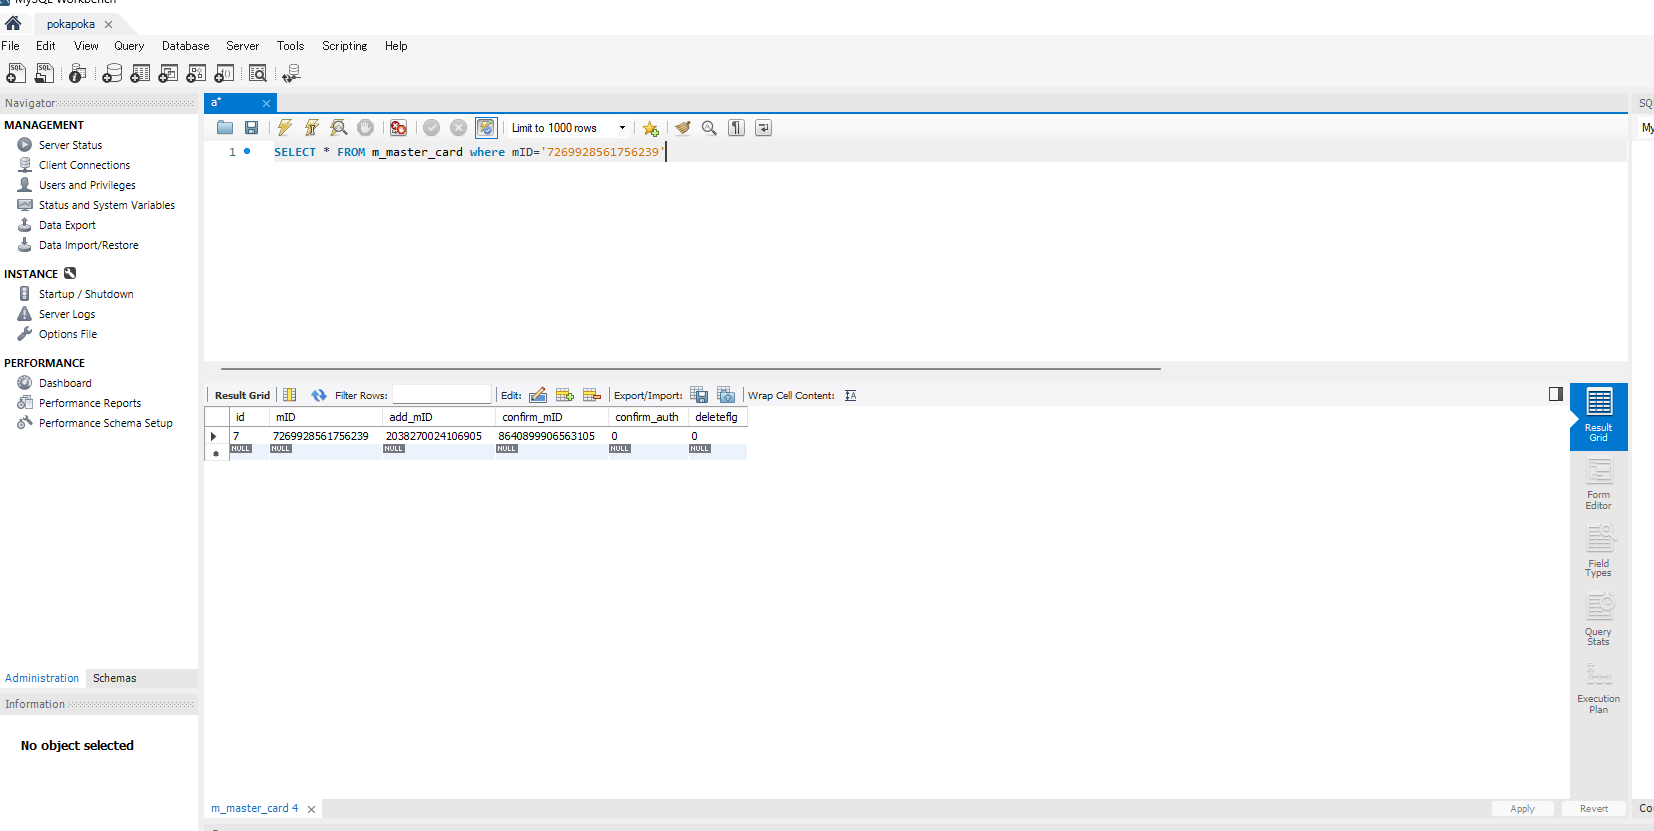 MySQL Workbench
pokapoka
File Edit View Query Database Server Tools Scripting Help
Navigator
MANAGEMENT
Server Status
Client Connections
Users and Privileges
Status and System Variables
Data Export
Data Import/Restore
INSTANCE
Startup / Shutdown
Server Logs
Options File
PERFORMANCE
Dashboard
Performance Reports
Performance Schema Setup
Administration Schemas
Information
No object selected
a*
Limit to 1000 rows
1 SELECT * FROM m_master_card where mID='7269928561756239'
Result Grid Filter Rows: Edit: Export/Import: Wrap Cell Content:
id mID add_mID confirm_mID confirm_auth deleteflg
7 7269928561756239 2038270024106905 8640899906563105 0 0
NULL NULL NULL NULL NULL NULL
Result
Grid
Form
Editor
Field
Types
Query
Stats
Execution
Plan
m_master_card 4
Apply Revert
SQ
My
Co